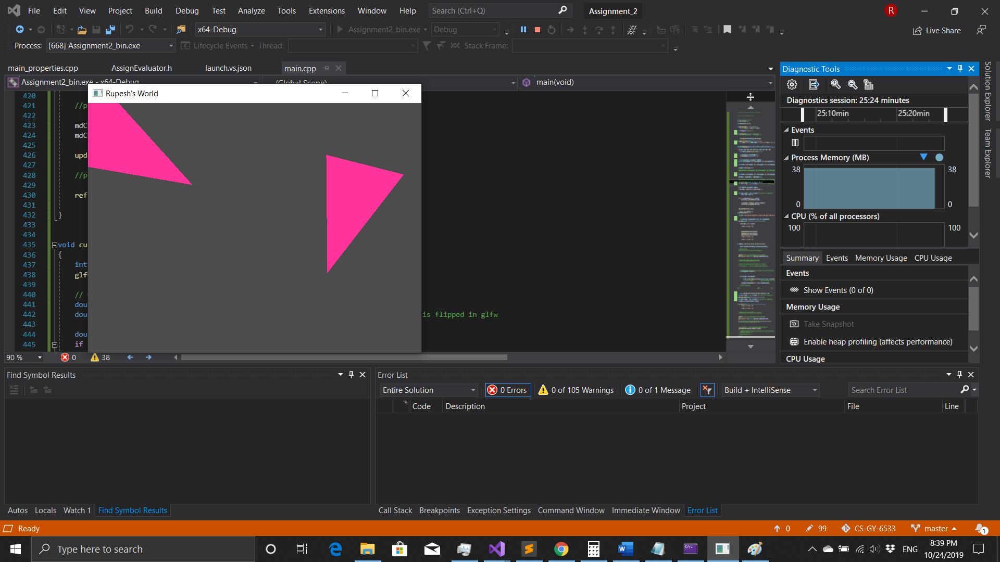 File Edit View Project Build Debug Test Analyze Tools Extensions Window Help Search (Ctrl+Q) Assignment_2 R
x64-Debug Assignment2_bin.exe Debug Live Share
Process: [668] Assignment2_bin.exe Lifecycle Events Thread: Stack Frame:
main_properties.cpp AssignEvaluator.h launch.vs.json main.cpp
Assignment2_bin.exe - x64-Debug (Global Scope) main(void)
Rupesh's World
420
421 //p
422
423 mdC
424 mdC
425
426 upd
427
428 //p
429
430 ref
431
432 }
433
434
435 void cu
436 {
437 int
438 glf
439
440 //
441 dou
442 dou is flipped in glfw
443
444 dou
445 if
90 % 0 38
Diagnostic Tools
Diagnostics session: 25:24 minutes
25:10min 25:20min
Events
Process Memory (MB)
38 38
0 0
CPU (% of all processors)
100 100
Summary Events Memory Usage CPU Usage
Events
Show Events (0 of 0)
Memory Usage
Take Snapshot
Enable heap profiling (affects performance)
CPU Usage
Solution Explorer
Team Explorer
Find Symbol Results
Error List
Entire Solution 0 Errors 0 of 105 Warnings 0 of 1 Message Build + IntelliSense Search Error List
Code Description Project File Line
Autos Locals Watch 1 Find Symbol Results
Call Stack Breakpoints Exception Settings Command Window Immediate Window Error List
Ready 0 99 CS-GY-6533 master 1
Type here to search ENG 8:39 PM
10/24/2019